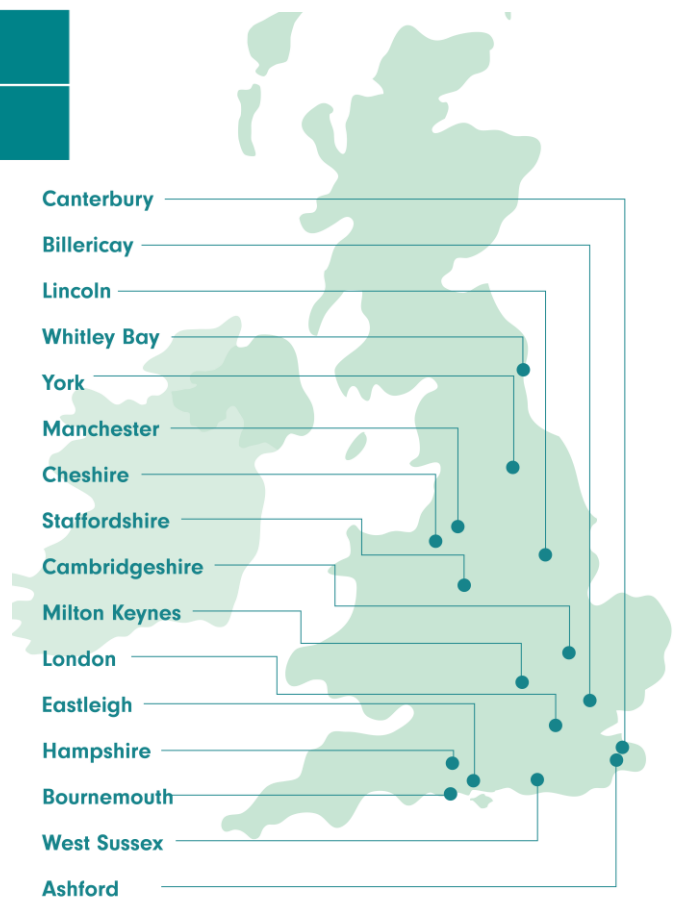 Canterbury
Billericay
Lincoln
Whitley Bay
York
Manchester
Cheshire
Staffordshire
Cambridgeshire
Milton Keynes
London
Eastleigh
Hampshire
Bournemouth
West Sussex
Ashford